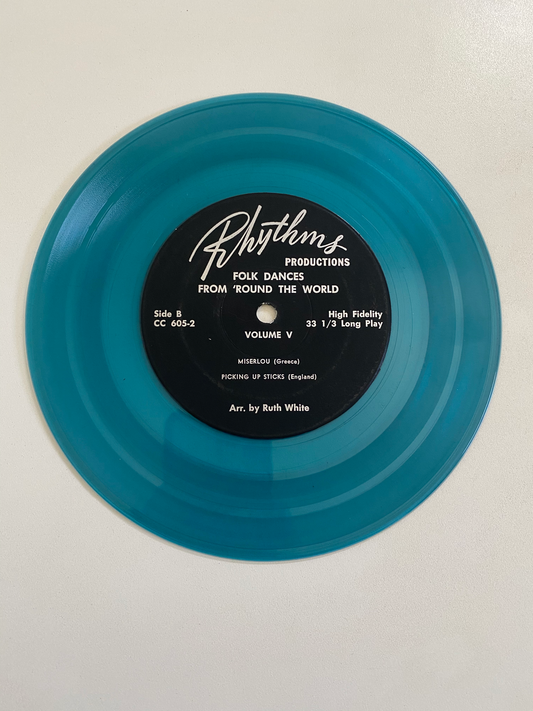 Rhythms
PRODUCTIONS
FOLK DANCES
FROM 'ROUND THE WORLD
Side B
CC 605-2
High Fidelity
33 1/3 Long Play
VOLUME V
MISERLOU (Greece)
PICKING UP STICKS (England)
Arr. by Ruth White